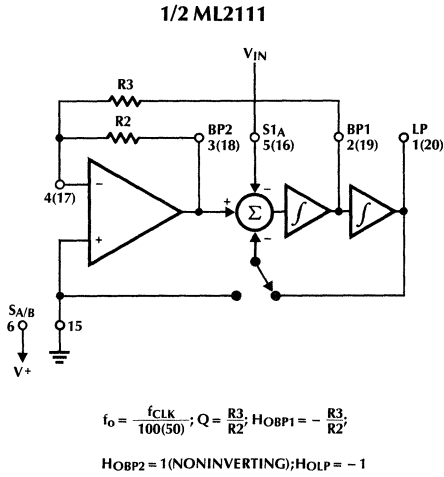 1/2 ML2111
VIN
R3
R2
BP2
3(18)
S1A
5(16)
BP1
2(19)
LP
1(20)
4(17)
−
+
+
−
Σ
−
∫
∫
SA/B
6
15
V+
fo = fCLK/100(50); Q = R3/R2; HOBP1 = − R3/R2;
HOBP2 = 1(NONINVERTING); HOLP = − 1